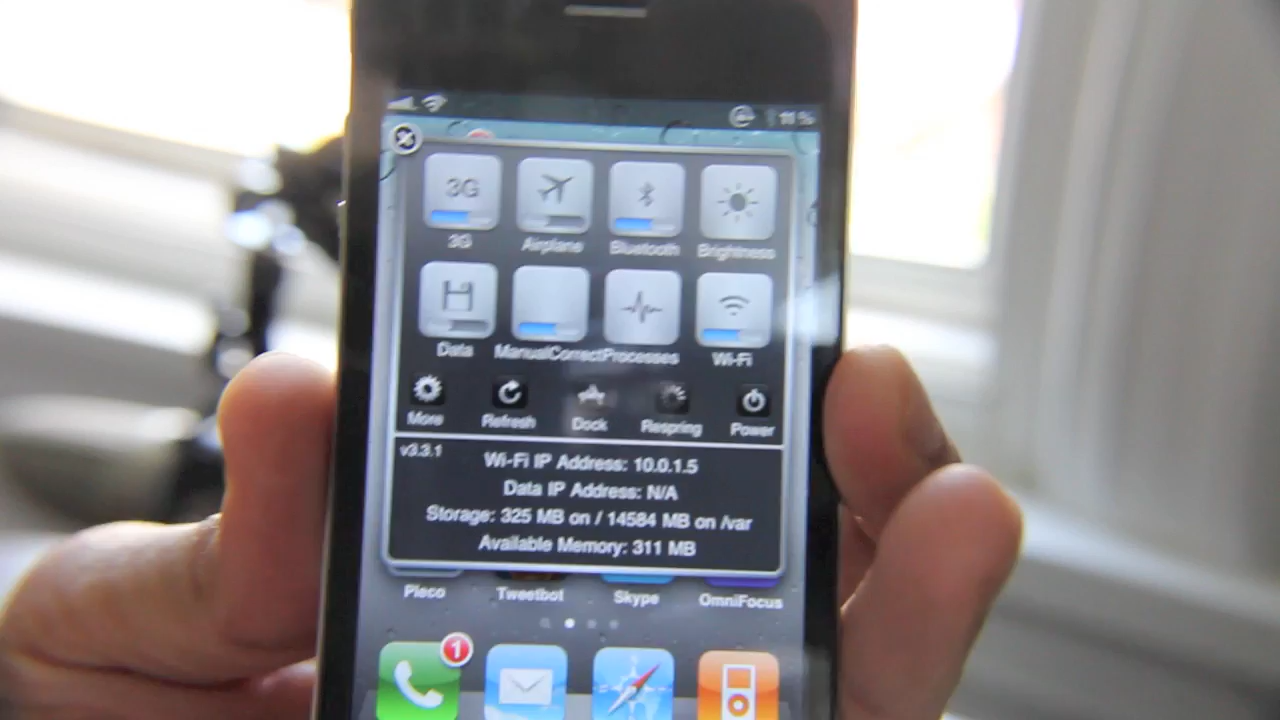 11%
3G
3G Airplane Bluetooth Brightness
Data ManualCorrect Processes Wi-Fi
More Refresh Dock Respring Power
v3.3.1
Wi-Fi IP Address: 10.0.1.5
Data IP Address: N/A
Storage: 325 MB on / 14584 MB on /var
Available Memory: 311 MB
Pleco Tweetbot Skype OmniFocus
1